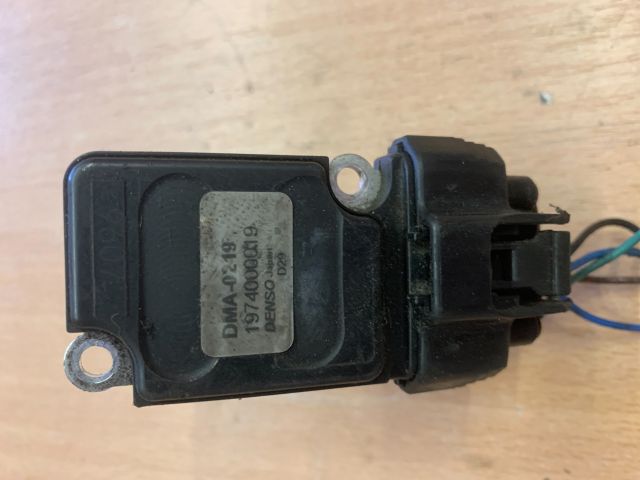 DMA-0219
1974000019
DENSO Japan
D29